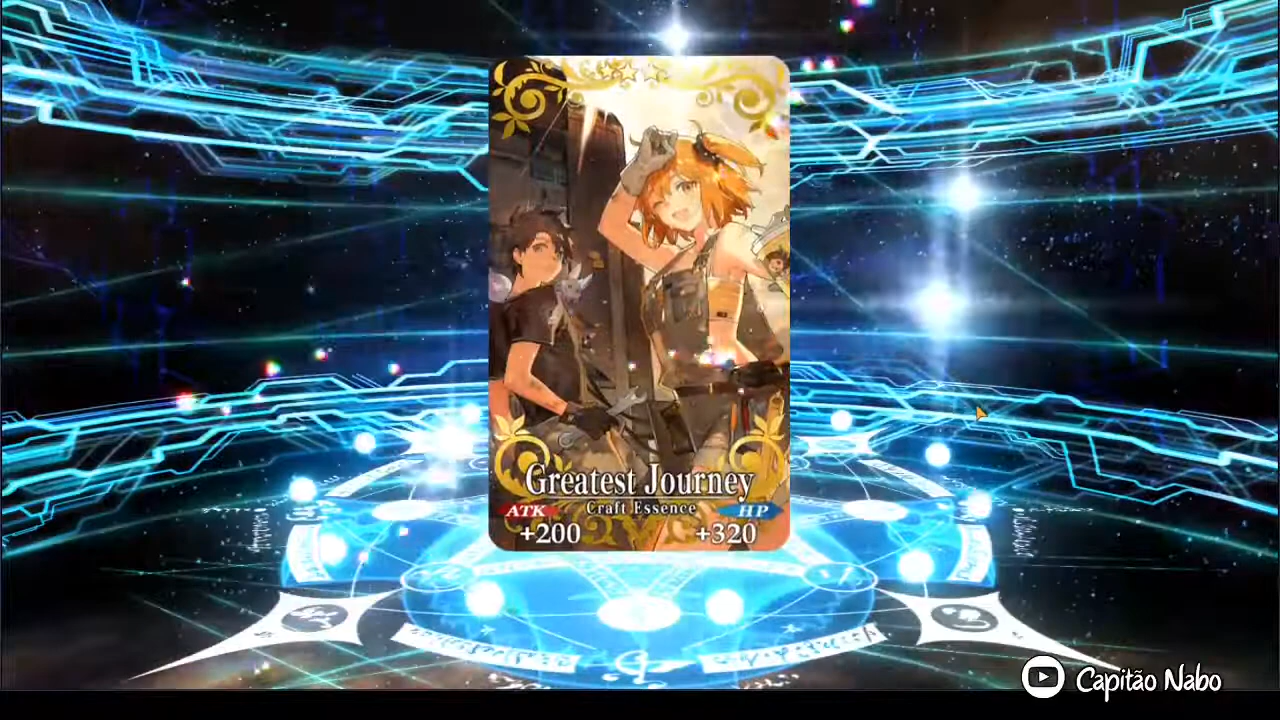 Greatest Journey
Craft Essence
ATK HP
+200 +320
Capitão Nabo